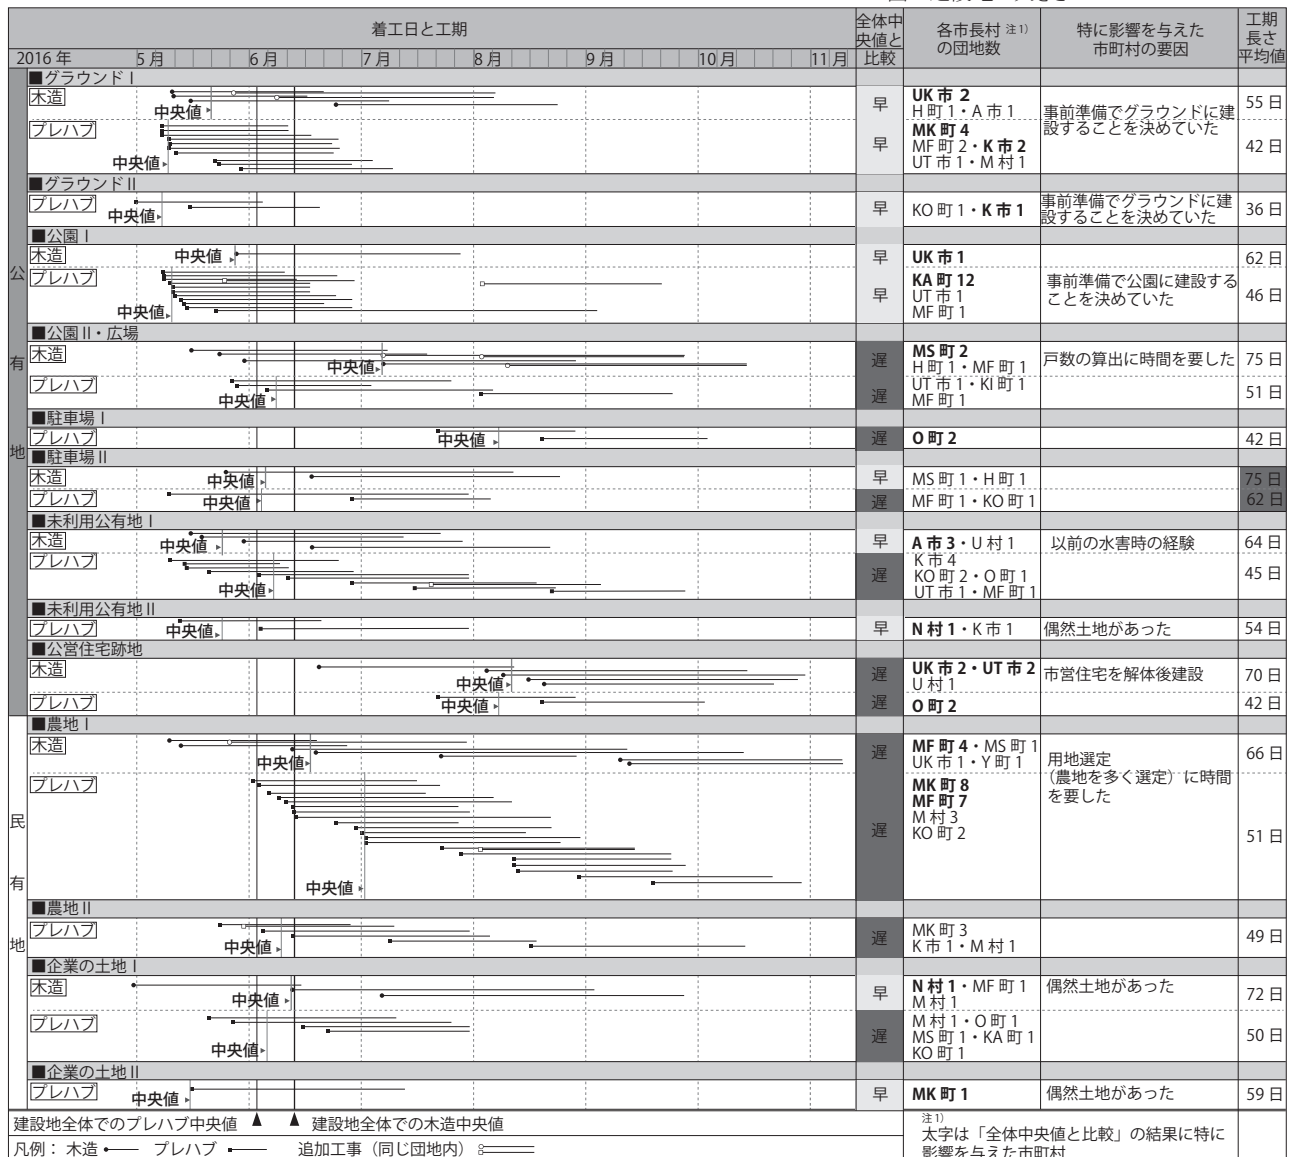 着工日と工期
全体中
央値と
比較
各市長村 注1)
の団地数
特に影響を与えた
市町村の要因
工期
長さ
平均値
2016 年 5 月 6 月 7 月 8 月 9 月 10 月 11 月
公有地
■グラウンドⅠ
木造 中央値 早 UK 市 2
H 町 1・A 市 1
事前準備でグラウンドに建
設することを決めていた
55 日
プレハブ 中央値 早 MK 町 4
MF 町 2・K 市 2
UT 市 1・M 村 1
42 日
■グラウンドⅡ
プレハブ 中央値 早 KO 町 1・K 市 1
事前準備でグラウンドに建
設することを決めていた
36 日
■公園Ⅰ
木造 中央値 早 UK 市 1 62 日
プレハブ 中央値 早 KA 町 12
UT 市 1
MF 町 1
事前準備で公園に建設する
ことを決めていた
46 日
■公園Ⅱ・広場
木造 中央値 遅 MS 町 2
H 町 1・MF 町 1
戸数の算出に時間を要した 75 日
プレハブ 中央値 遅 UT 市 1・KI 町 1
MF 町 1
51 日
■駐車場Ⅰ
プレハブ 中央値 遅 O 町 2 42 日
■駐車場Ⅱ
木造 中央値 早 MS 町 1・H 町 1 75 日
プレハブ 中央値 遅 MF 町 1・KO 町 1 62 日
■未利用公有地Ⅰ
木造 中央値 早 A 市 3・U 村 1 以前の水害時の経験 64 日
プレハブ 中央値 遅 K 市 4
KO 町 2・O 町 1
UT 市 1・MF 町 1
45 日
■未利用公有地Ⅱ
プレハブ 中央値 早 N 村 1・K 市 1 偶然土地があった 54 日
■公営住宅跡地
木造 中央値 遅 UK 市 2・UT 市 2
U 村 1
市営住宅を解体後建設 70 日
プレハブ 中央値 遅 O 町 2 42 日
民有地
■農地Ⅰ
木造 中央値 遅 MF 町 4・MS 町 1
UK 市 1・Y 町 1
用地選定
(農地を多く選定)に時間
を要した
66 日
プレハブ 中央値 遅 MK 町 8
MF 町 7
M 村 3
KO 町 2
51 日
■農地Ⅱ
プレハブ 中央値 遅 MK 町 3
K 市 1・M 村 1
49 日
■企業の土地Ⅰ
木造 中央値 早 N 村 1・MF 町 1
M 村 1
偶然土地があった 72 日
プレハブ 中央値 遅 M 村 1・O 町 1
MS 町 1・KA 町 1
KO 町 1
50 日
■企業の土地Ⅱ
プレハブ 中央値 早 MK 町 1 偶然土地があった 59 日
建設地全体でのプレハブ中央値 ▲ ▲ 建設地全体での木造中央値
凡例: 木造 プレハブ 追加工事(同じ団地内)
注1)
太字は「全体中央値と比較」の結果に特に
影響を与えた市町村